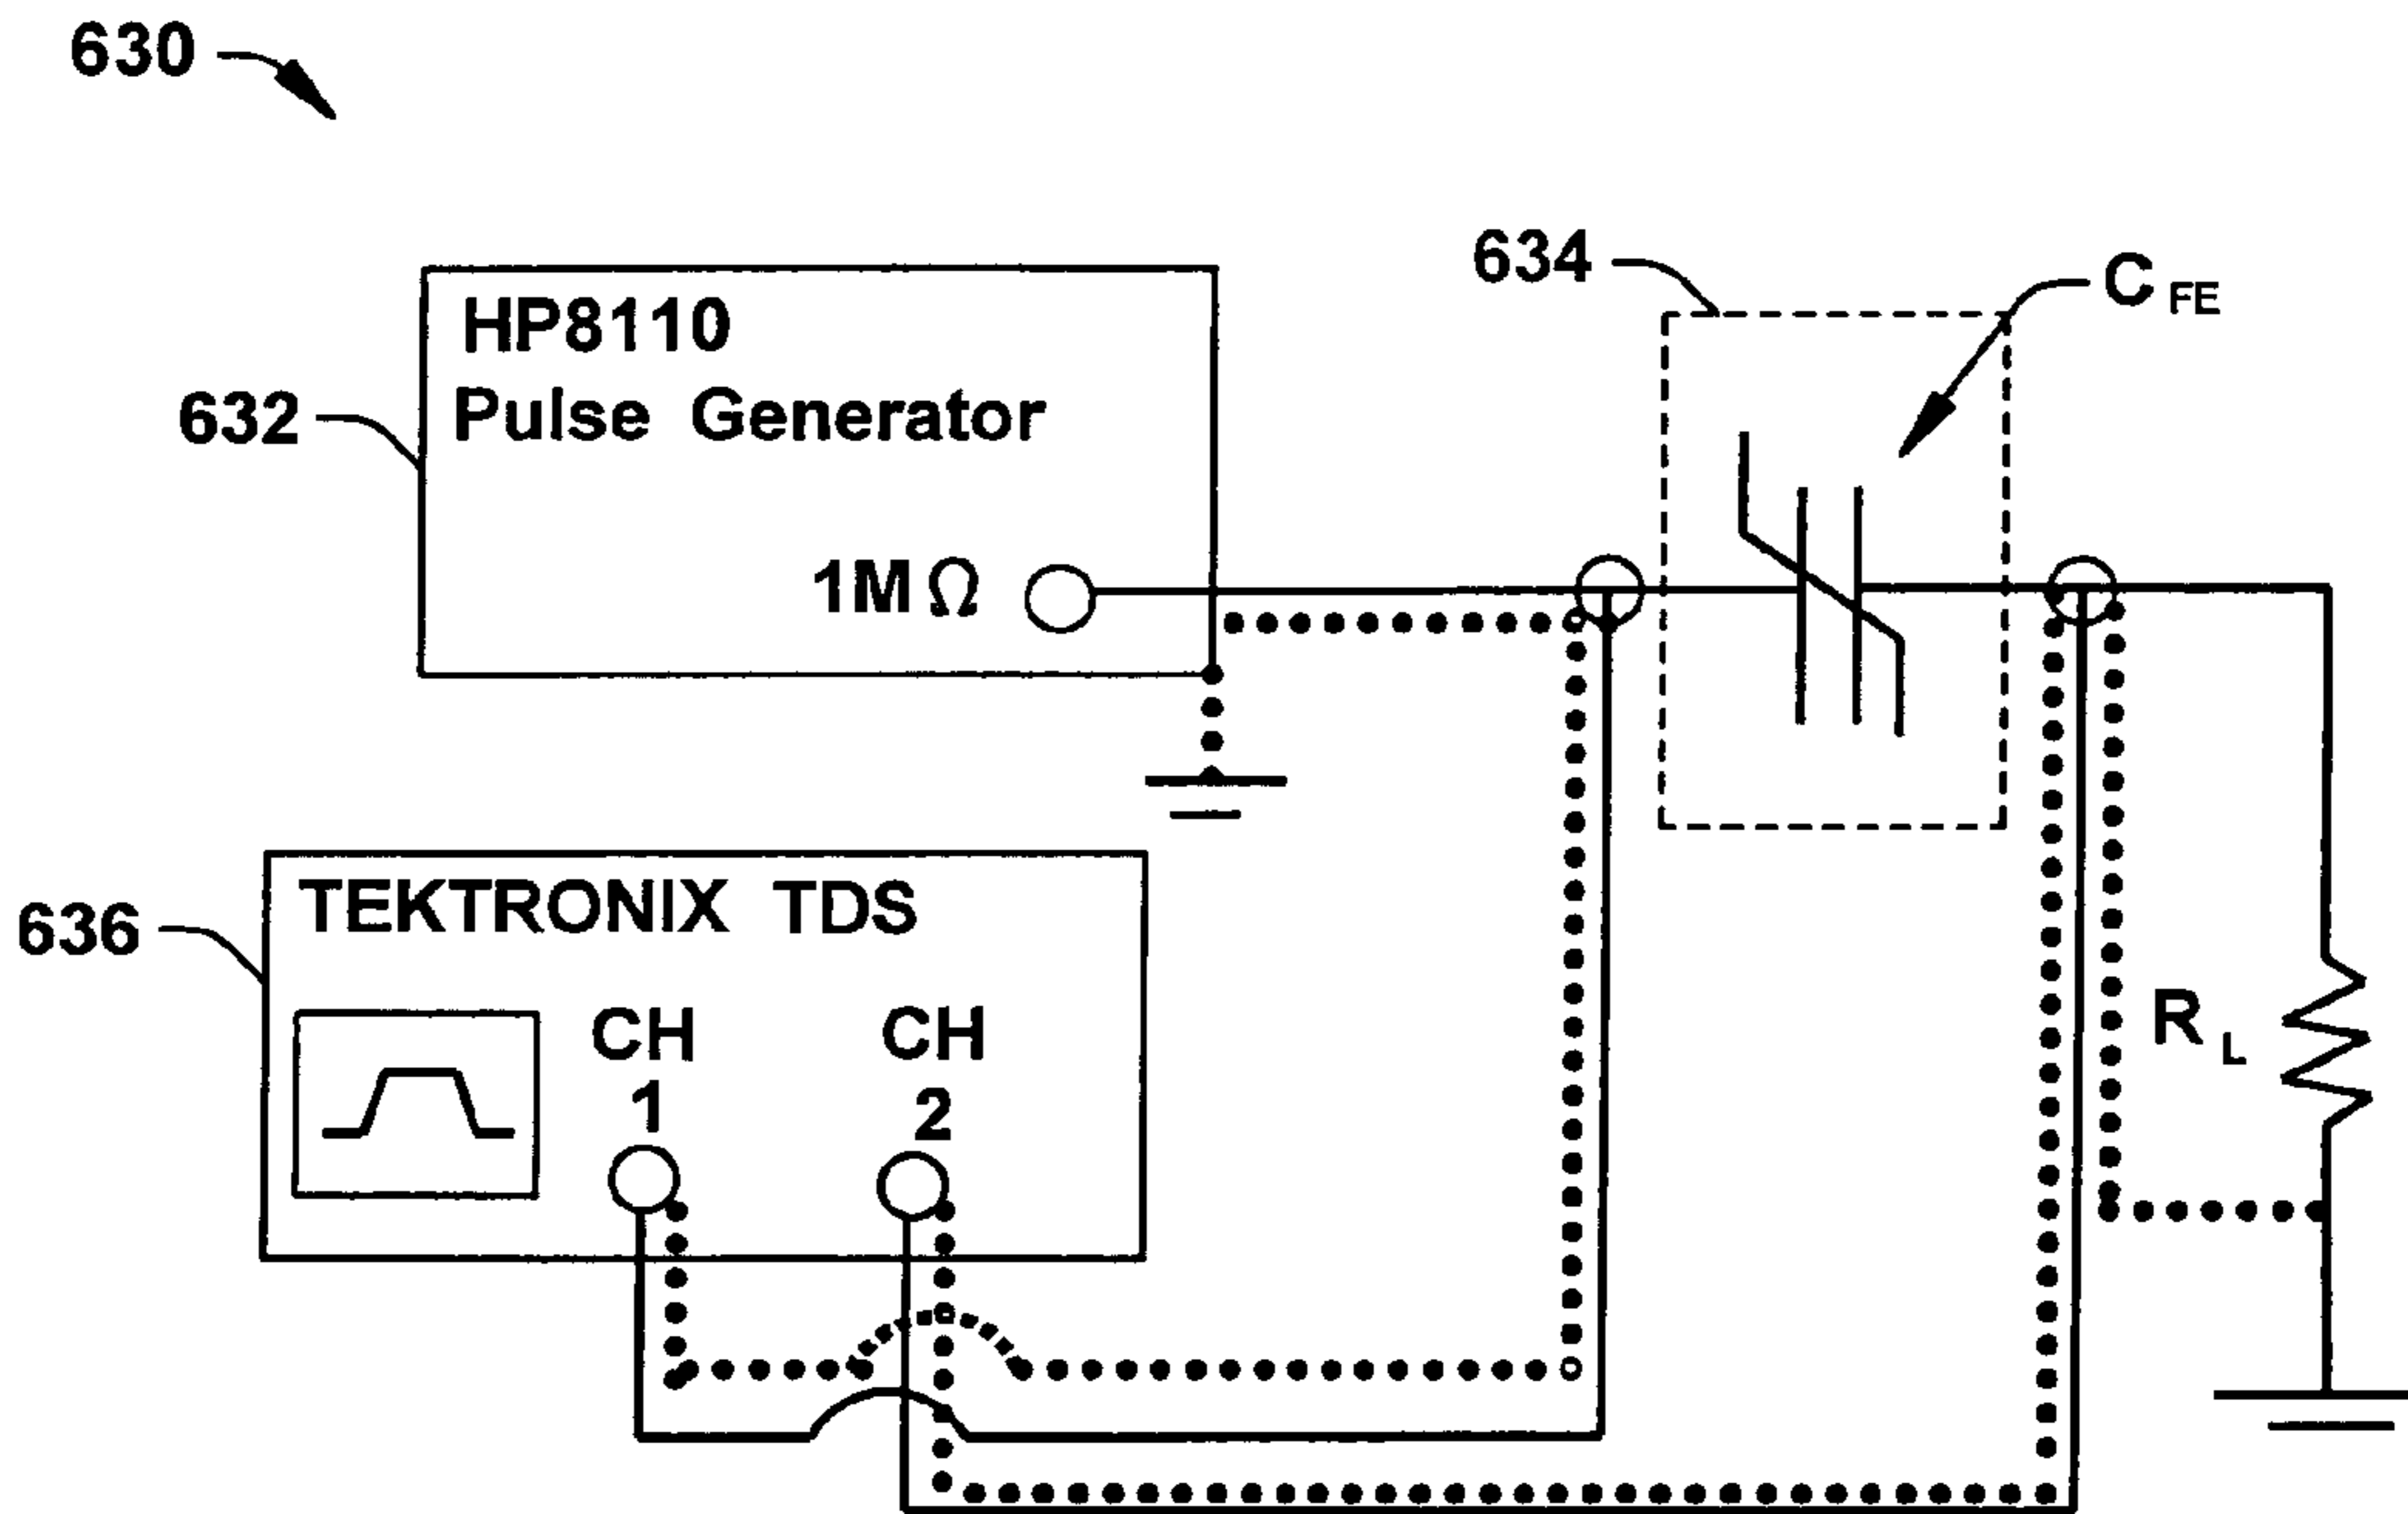 630
634
C FE
HP8110
Pulse Generator
632
1MΩ
TEKTRONIX TDS
636
CH
1
CH
2
R L